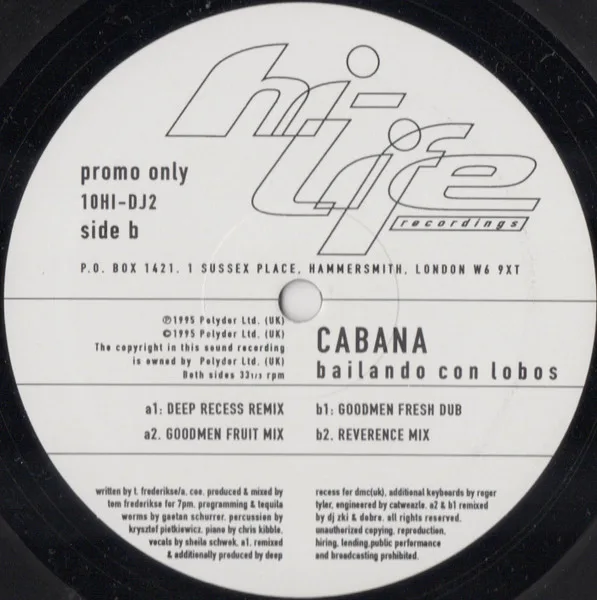 hi-
life
recordings
promo only
10HI-DJ2
side b
P.O. BOX 1421. 1 SUSSEX PLACE, HAMMERSMITH, LONDON W6 9XT
℗1995 Polydor Ltd. (UK)
©1995 Polydor Ltd. (UK)
The copyright in this sound recording
is owned by Polydor Ltd. (UK)
Both sides 33 1/3 rpm
CABANA
bailando con lobos
a1: DEEP RECESS REMIX
a2. GOODMEN FRUIT MIX
b1: GOODMEN FRESH DUB
b2. REVERENCE MIX
written by t. frederikse/a. coe. produced & mixed by
tom frederikse for 7pm. programming & tequila
worms by gaetan schurrer. percussion by
krysztof pietkiewicz. piano by chris kibble.
vocals by sheila schwek. a1. remixed
& additionally produced by deep
recess for dmc(uk). additional keyboards by roger
tyler, engineered by catweazle. a2 & b1 remixed
by dj zki & dobre. all rights reserved.
unauthorized copying, reproduction,
hiring, lending,public performance
and broadcasting prohibited.